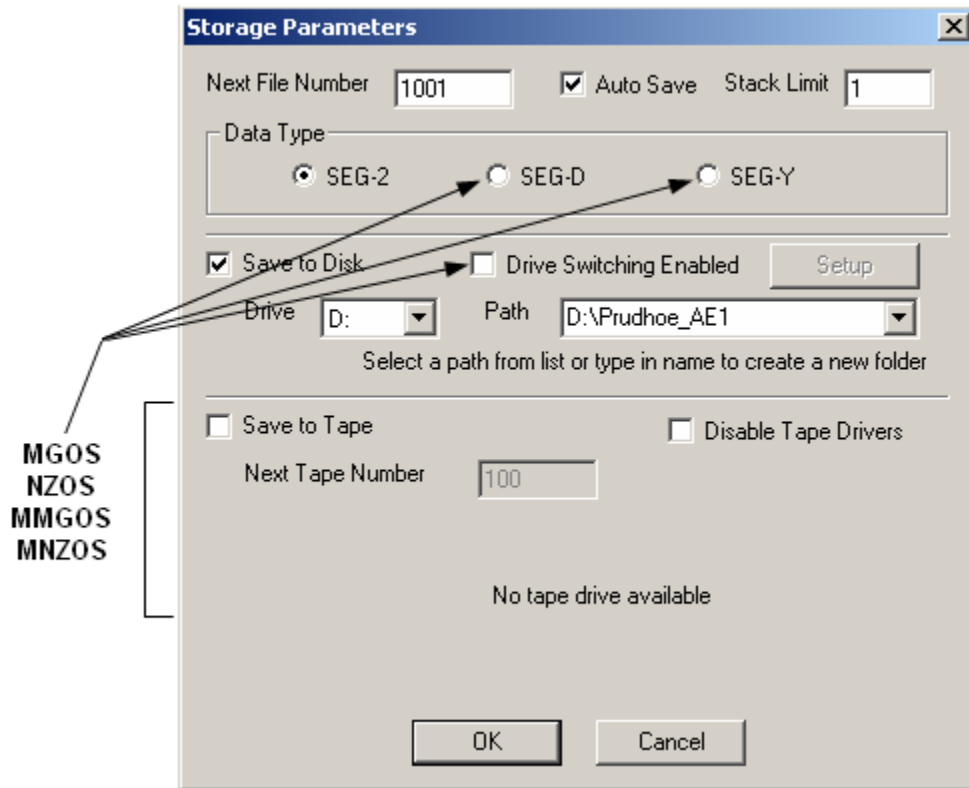 Storage Parameters
Next File Number 1001 Auto Save Stack Limit 1
Data Type
SEG-2 SEG-D SEG-Y
Save to Disk Drive Switching Enabled Setup
Drive D: Path D:\Prudhoe_AE1
Select a path from list or type in name to create a new folder
Save to Tape Disable Tape Drivers
Next Tape Number 100
No tape drive available
OK Cancel
MGOS
NZOS
MMGOS
MNZOS